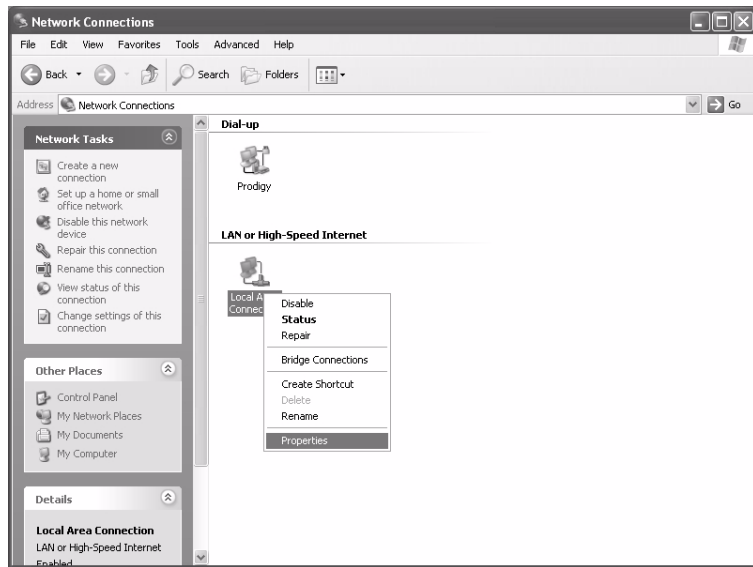 Network Connections
File Edit View Favorites Tools Advanced Help
Back Search Folders
Address Network Connections Go
Network Tasks
Create a new
connection
Set up a home or small
office network
Disable this network
device
Repair this connection
Rename this connection
View status of this
connection
Change settings of this
connection
Other Places
Control Panel
My Network Places
My Documents
My Computer
Details
Local Area Connection
LAN or High-Speed Internet
Enabled
Dial-up
Prodigy
LAN or High-Speed Internet
Local A
Connec
Disable
Status
Repair
Bridge Connections
Create Shortcut
Delete
Rename
Properties